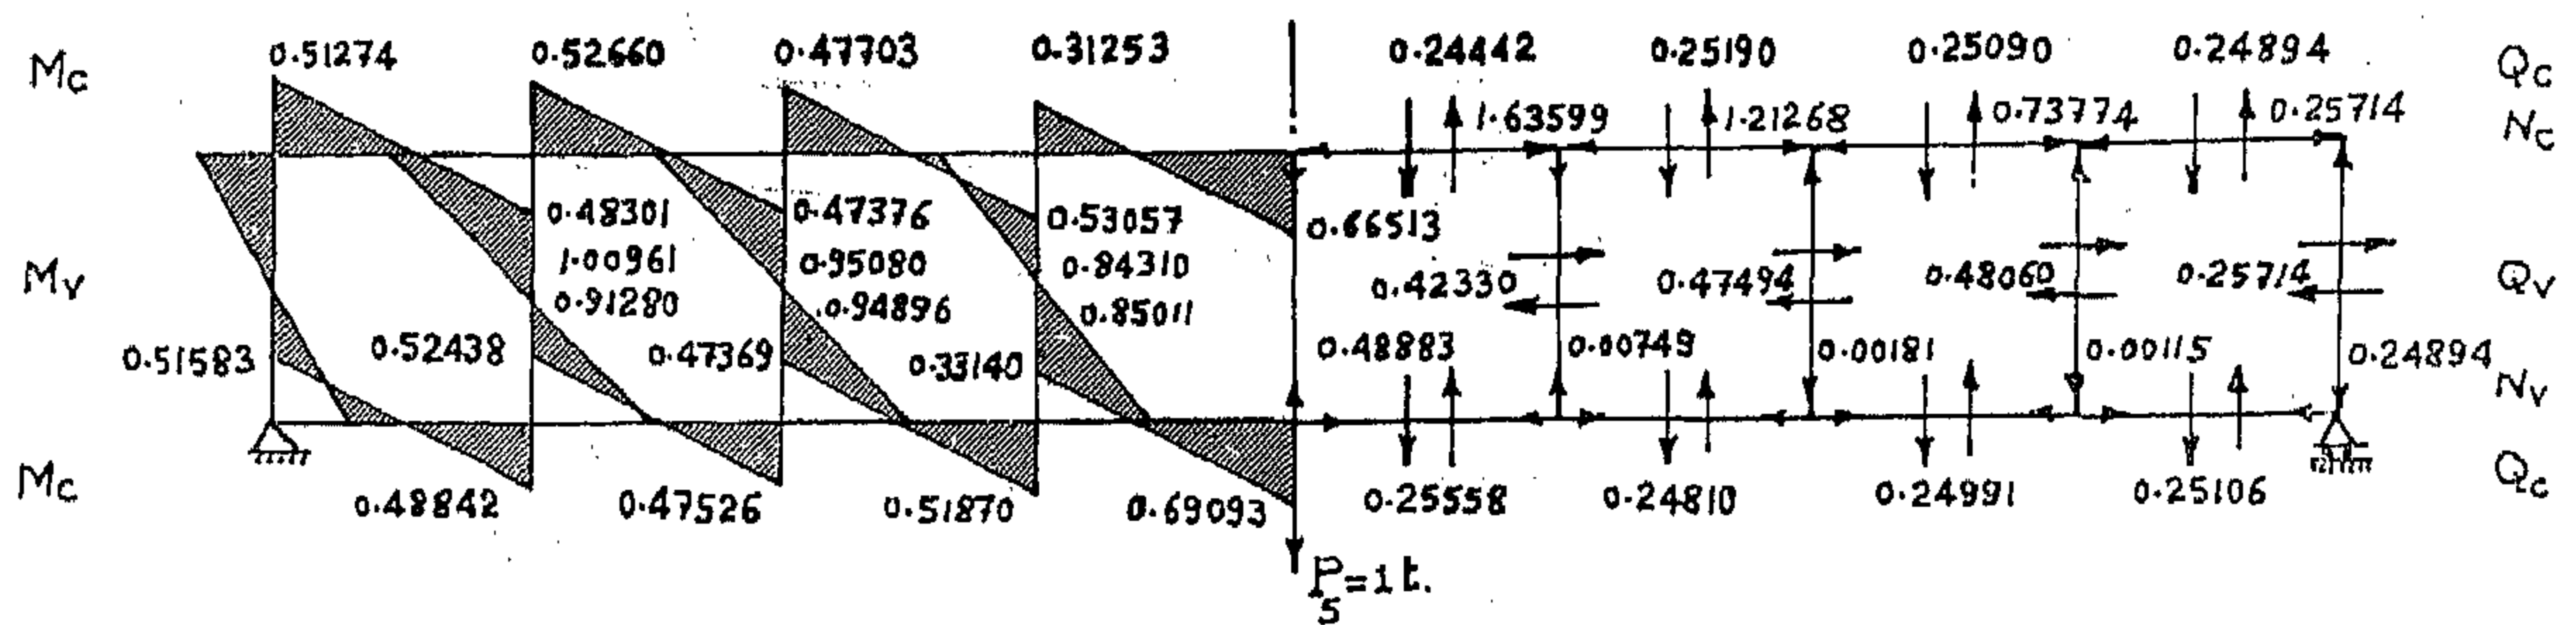 Mc 0.51274 0.52660 0.47703 0.31253 0.24442 0.25190 0.25090 0.24894 Qc
1.63599 1.21268 0.73774 0.25714 Nc
0.48301 0.47376 0.53057 0.66513
Mv 1.00961 0.95080 0.84310 0.42330 0.47494 0.48060 0.25714 Qv
0.91280 0.94896 0.85011
0.51583 0.52438 0.47369 0.33140 0.48883 0.00749 0.00181 0.00115 0.24894 Nv
Mc 0.48842 0.47526 0.51870 0.69093 0.25558 0.24810 0.24991 0.25106 Qc
P5=1t.